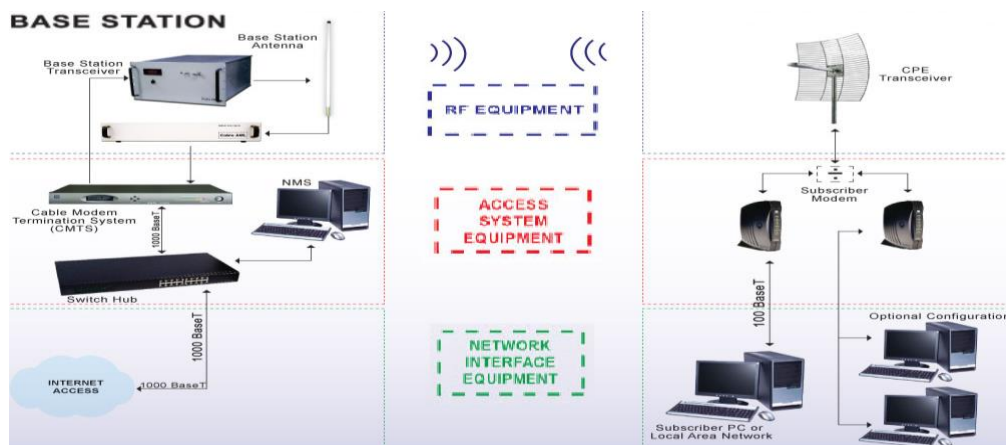 BASE STATION
Base Station
Antenna
Base Station
Transceiver
RF EQUIPMENT
CPE
Transceiver
NMS
Cable Modem
Termination System
(CMTS)
1000 BaseT
ACCESS
SYSTEM
EQUIPMENT
Subscriber
Modem
Switch Hub
1000 BaseT
100 BaseT
Optional Configuration
NETWORK
INTERFACE
EQUIPMENT
INTERNET
ACCESS
1000 BaseT
Subscriber PC or
Local Area Network